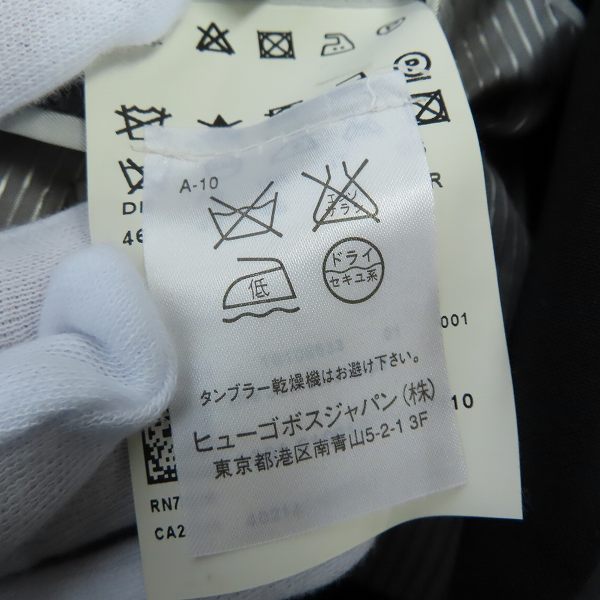 A-10
エンソ
サラシ
低
ドライ
セキユ系
タンブラー乾燥機はお避け下さい。
ヒューゴボスジャパン(株)
東京都港区南青山5-2-1 3F
DI
46
R
001
10
RN7
CA2